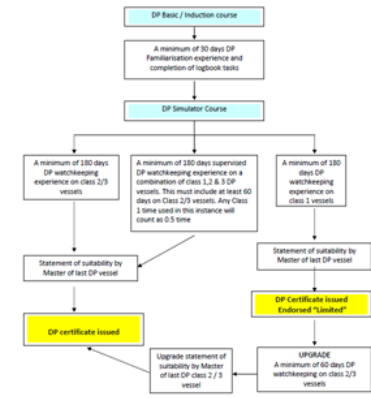 DP Basic / Induction course
A minimum of 30 days DP
Familiarisation experience and
completion of logbook tasks
DP Simulator Course
A minimum of 180 days
DP watchkeeping
experience on class 2/3
vessels
A minimum of 180 days supervised
DP watchkeeping experience on a
combination of class 1,2 & 3 DP
vessels. This must include at least 60
days on Class 2/3 vessels. Any Class
1 time used in this instance will
count as 0.5 time
A minimum of 180
days DP
watchkeeping
experience on
class 1 vessels
Statement of suitability by
Master of last DP vessel
Statement of suitability by
Master of last DP vessel
DP Certificate issued
Endorsed "Limited"
DP certificate issued
UPGRADE
A minimum of 60 days DP
watchkeeping on class 2/3
vessels
Upgrade statement of
suitability by Master
of last DP class 2 / 3
vessel